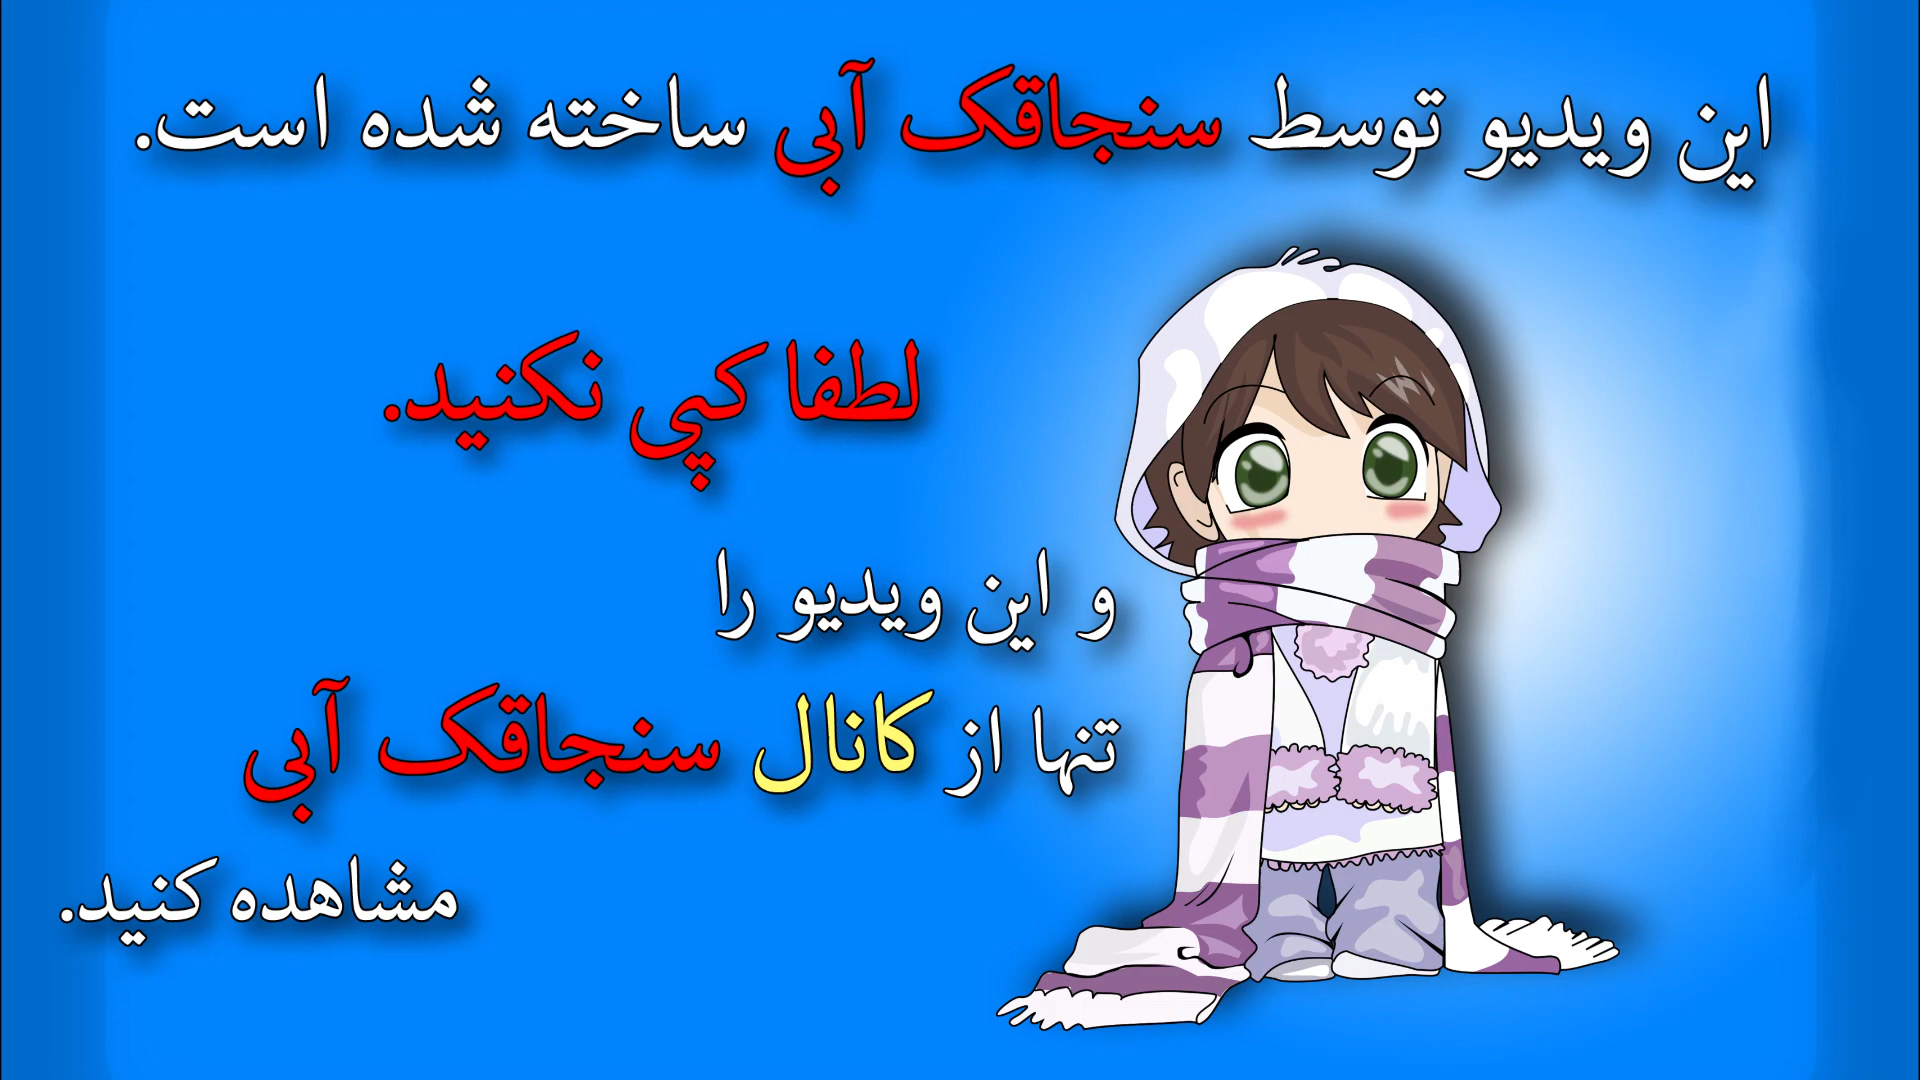 این ویدیو توسط سنجاقک آبی ساخته شده است.
لطفا کپی نکنید.
و این ویدیو را
تنها از کانال سنجاقک آبی
مشاهده کنید.